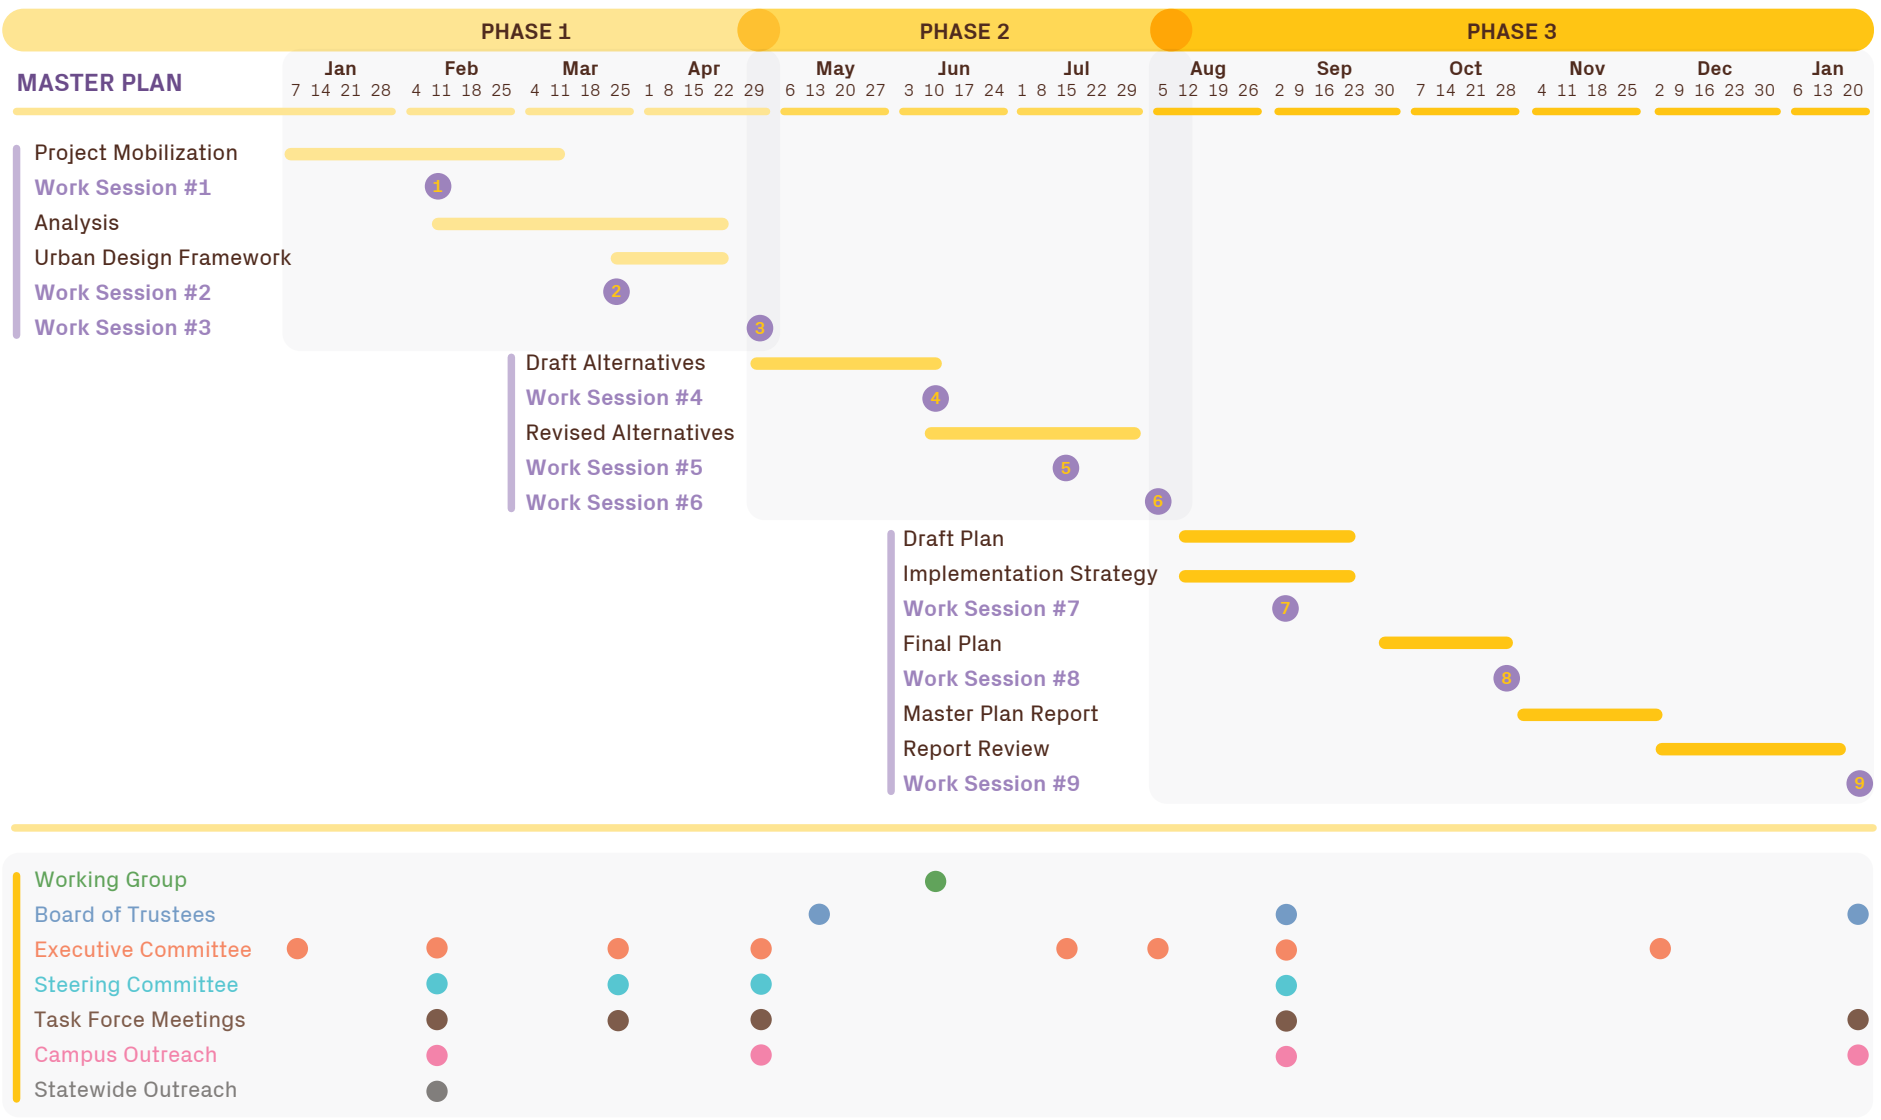 PHASE 1 PHASE 2 PHASE 3
MASTER PLAN
Jan Feb Mar Apr May Jun Jul Aug Sep Oct Nov Dec Jan
7 14 21 28 4 11 18 25 4 11 18 25 1 8 15 22 29 6 13 20 27 3 10 17 24 1 8 15 22 29 5 12 19 26 2 9 16 23 30 7 14 21 28 4 11 18 25 2 9 16 23 30 6 13 20
Project Mobilization
Work Session #1 1
Analysis
Urban Design Framework
Work Session #2 2
Work Session #3 3
Draft Alternatives
Work Session #4 4
Revised Alternatives
Work Session #5 5
Work Session #6 6
Draft Plan
Implementation Strategy
Work Session #7 7
Final Plan
Work Session #8 8
Master Plan Report
Report Review
Work Session #9 9
Working Group
Board of Trustees
Executive Committee
Steering Committee
Task Force Meetings
Campus Outreach
Statewide Outreach